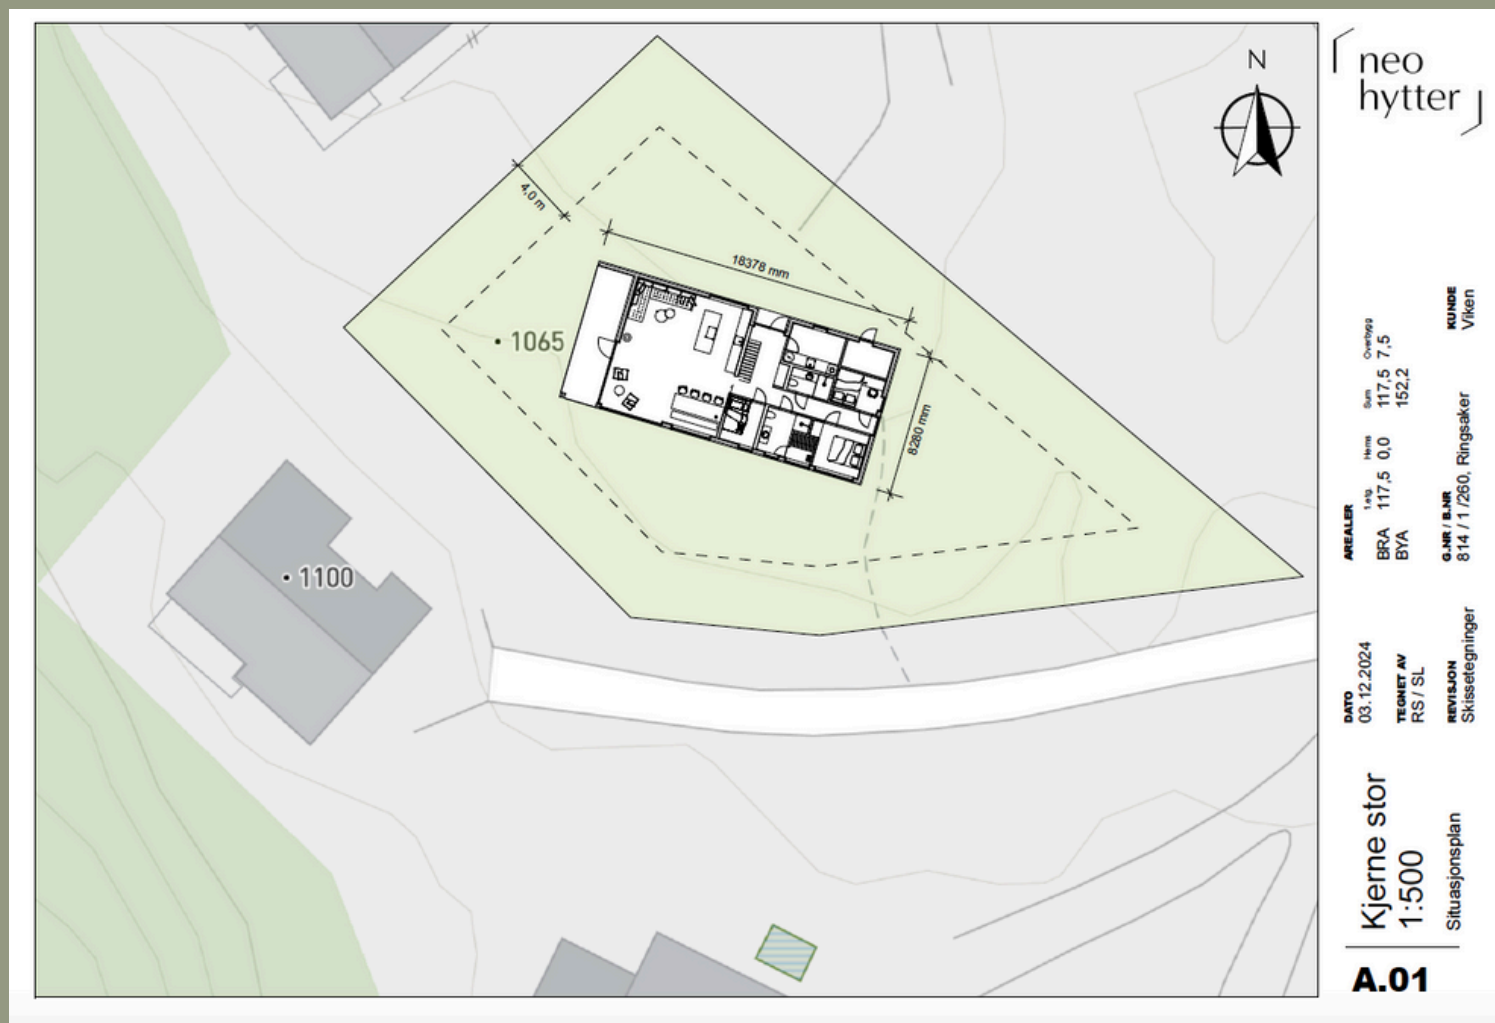 N
neo
hytter
4,0 m
18378 mm
1065
8280 mm
1100
AREALER
1.etg. Hems Sum Overbygg
BRA 117,5 0,0 117,5 7,5
BYA 152,2
KUNDE
Viken
G.NR / B.NR
814 / 1 /260, Ringsaker
DATO
03.12.2024
TEGNET AV
RS / SL
REVISJON
Skissetegninger
Kjerne stor
1:500
Situasjonsplan
A.01